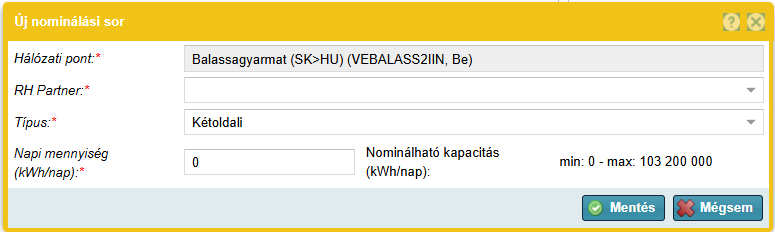 Új nominálási sor
Hálózati pont:* Balassagyarmat (SK>HU) (VEBALASS2IIN, Be)
RH Partner:*
Típus:* Kétoldali
Napi mennyiség (kWh/nap):* 0 Nominálható kapacitás (kWh/nap): min: 0 - max: 103 200 000
Mentés Mégsem